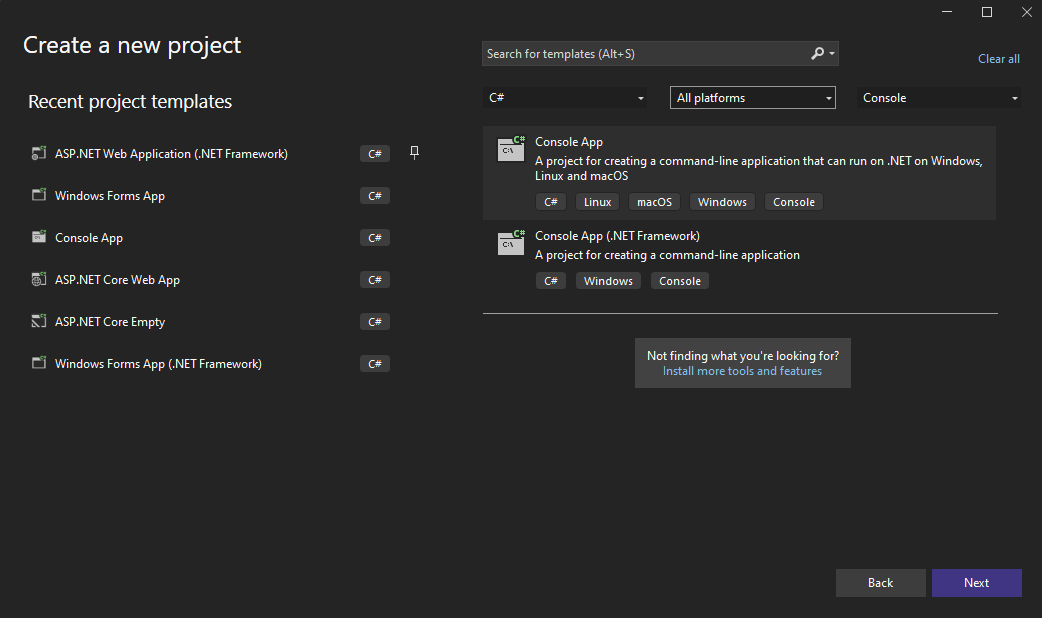 Create a new project
Recent project templates
ASP.NET Web Application (.NET Framework) C#
Windows Forms App C#
Console App C#
ASP.NET Core Web App C#
ASP.NET Core Empty C#
Windows Forms App (.NET Framework) C#
Search for templates (Alt+S)
Clear all
C# All platforms Console
C# C:\
Console App
A project for creating a command-line application that can run on .NET on Windows,
Linux and macOS
C# Linux macOS Windows Console
C# C:\
Console App (.NET Framework)
A project for creating a command-line application
C# Windows Console
Not finding what you're looking for?
Install more tools and features
Back Next